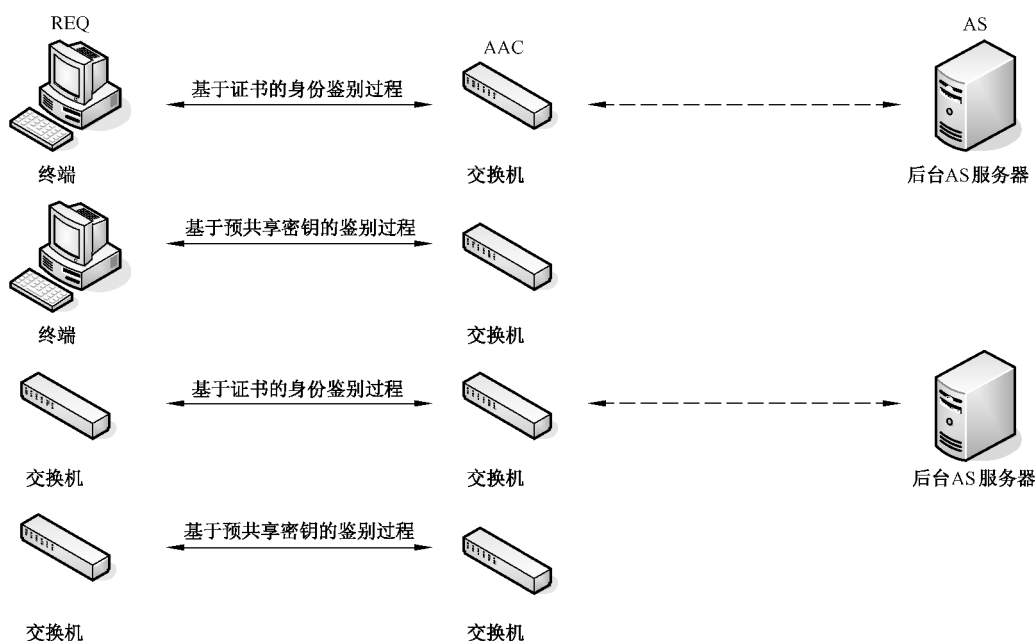 REQ
AAC
AS
基于证书的身份鉴别过程
终端
交换机
后台AS服务器
基于预共享密钥的鉴别过程
终端
交换机
基于证书的身份鉴别过程
交换机
交换机
后台AS服务器
基于预共享密钥的鉴别过程
交换机
交换机